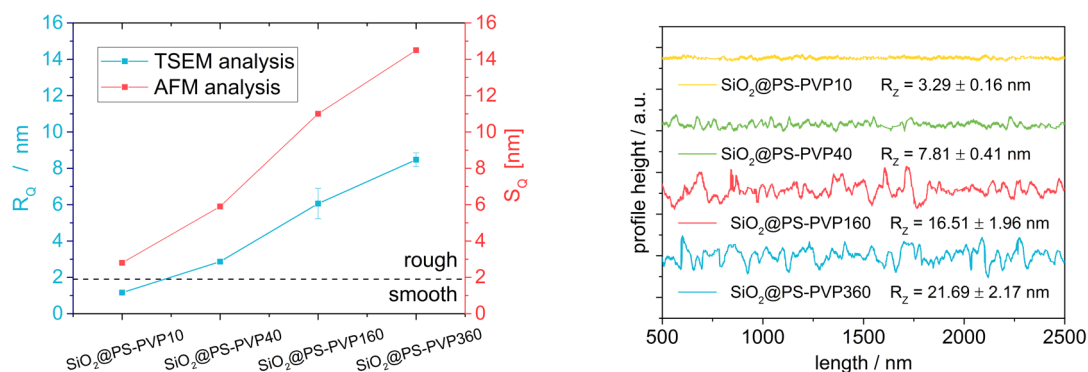 16
14
12
10
8
6
4
2
0
R_Q / nm
TSEM analysis
AFM analysis
rough
smooth
SiO₂@PS-PVP10
SiO₂@PS-PVP40
SiO₂@PS-PVP160
SiO₂@PS-PVP360
16
14
12
10
8
6
4
2
0
S_Q [nm]
profile height / a.u.
SiO₂@PS-PVP10 R_Z = 3.29 ± 0.16 nm
SiO₂@PS-PVP40 R_Z = 7.81 ± 0.41 nm
SiO₂@PS-PVP160 R_Z = 16.51 ± 1.96 nm
SiO₂@PS-PVP360 R_Z = 21.69 ± 2.17 nm
500 1000 1500 2000 2500
length / nm